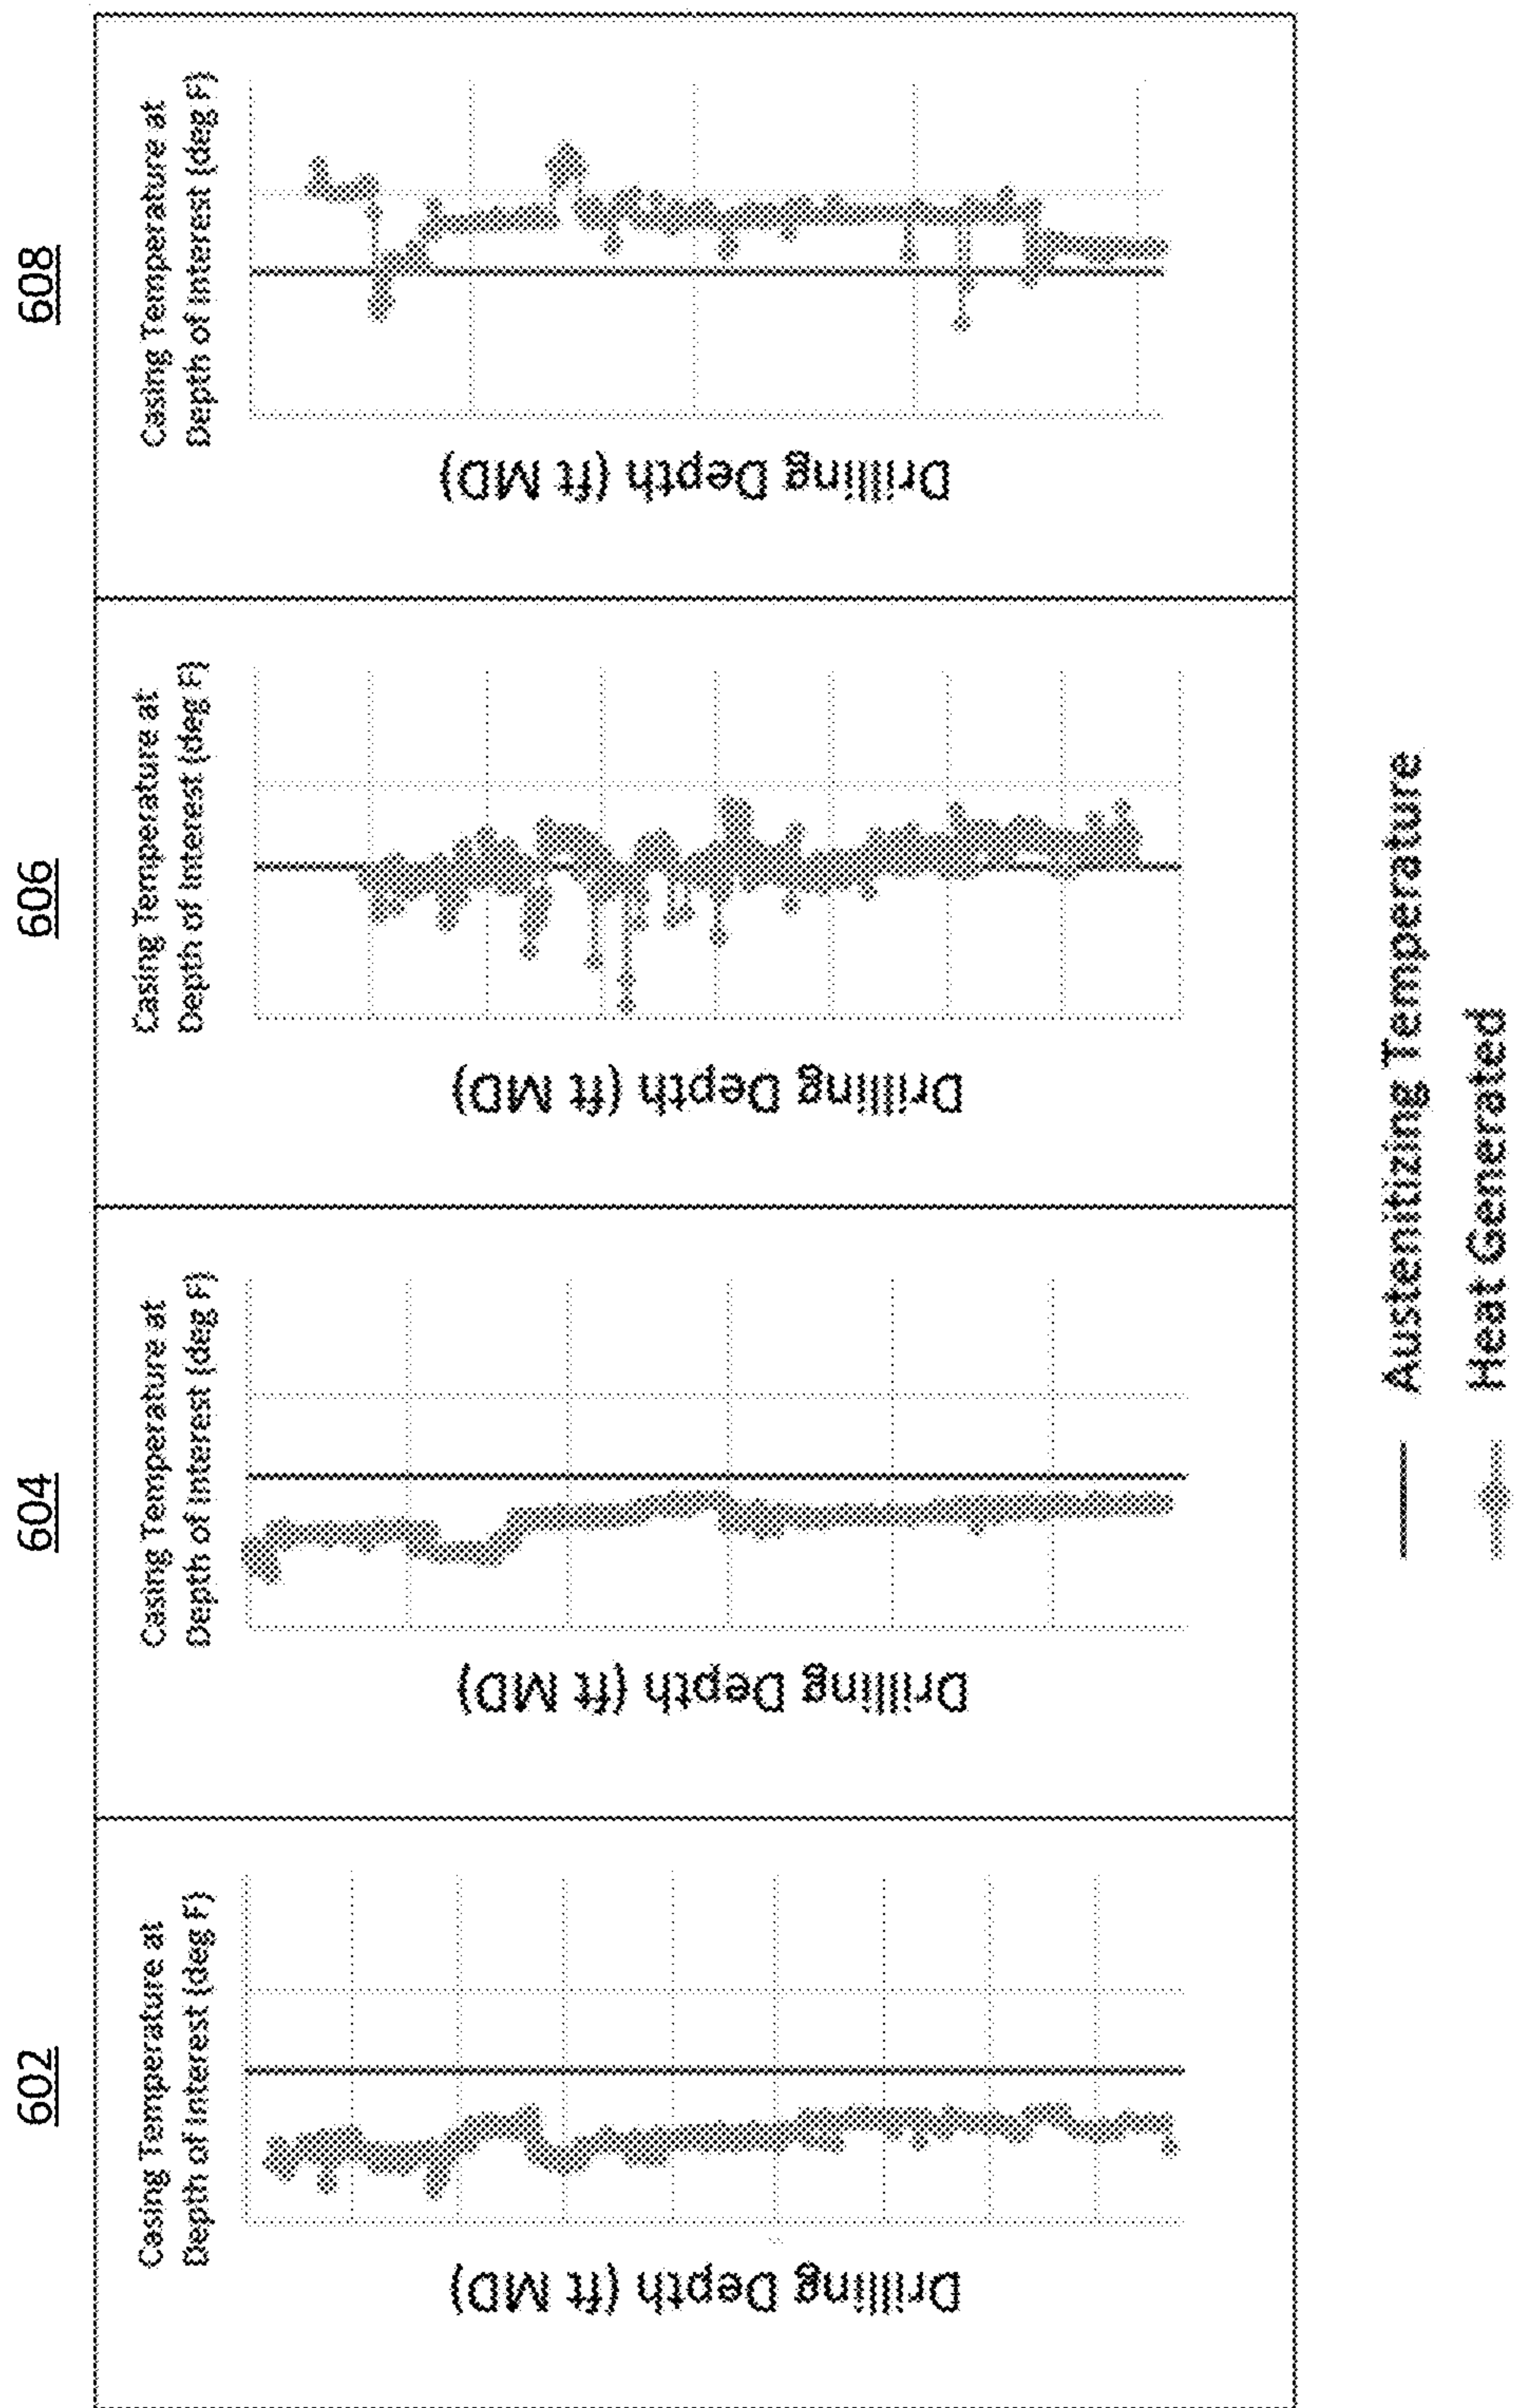 602
604
606
608
Casing Temperature at
Depth of Interest (deg F)
Casing Temperature at
Depth of Interest (deg F)
Casing Temperature at
Depth of Interest (deg F)
Casing Temperature at
Depth of Interest (deg F)
Drilling Depth (ft MD)
Drilling Depth (ft MD)
Drilling Depth (ft MD)
Drilling Depth (ft MD)
Austenitizing Temperature
Heat Generated